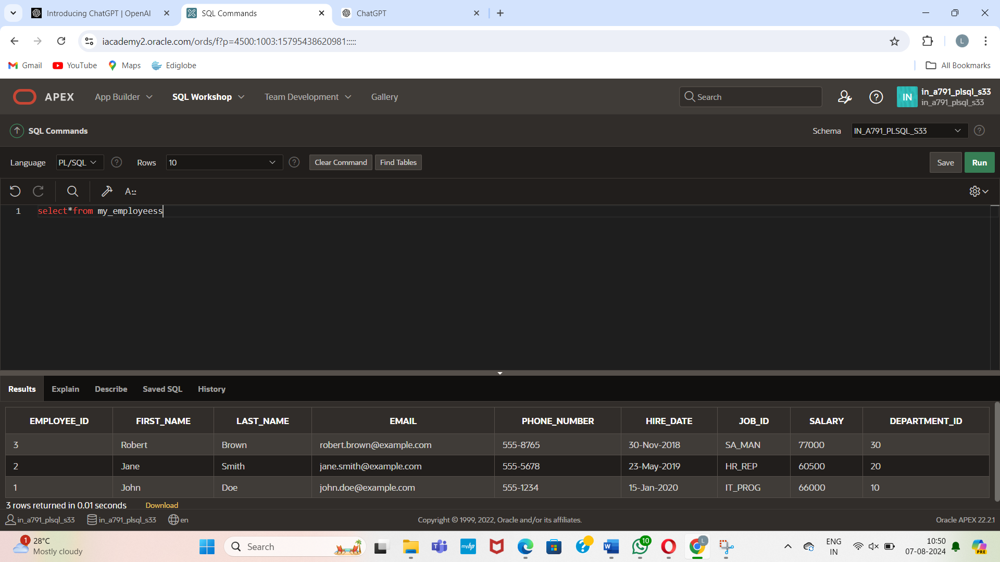 Introducing ChatGPT | OpenAI
SQL Commands
ChatGPT
iacademy2.oracle.com/ords/f?p=4500:1003:15795438620981:::::
L
Gmail
YouTube
Maps
Ediglobe
All Bookmarks
APEX
App Builder
SQL Workshop
Team Development
Gallery
Search
IN
in_a791_plsql_s33
in_a791_plsql_s33
SQL Commands
Schema
IN_A791_PLSQL_S33
Language
PL/SQL
Rows
10
Clear Command
Find Tables
Save
Run
A::
1 select*from my_employeess
Results Explain Describe Saved SQL History
EMPLOYEE_ID FIRST_NAME LAST_NAME EMAIL PHONE_NUMBER HIRE_DATE JOB_ID SALARY DEPARTMENT_ID
3 Robert Brown robert.brown@example.com 555-8765 30-Nov-2018 SA_MAN 77000 30
2 Jane Smith jane.smith@example.com 555-5678 23-May-2019 HR_REP 60500 20
1 John Doe john.doe@example.com 555-1234 15-Jan-2020 IT_PROG 66000 10
3 rows returned in 0.01 seconds Download
in_a791_plsql_s33 in_a791_plsql_s33 en
Copyright © 1999, 2022, Oracle and/or its affiliates.
Oracle APEX 22.2.1
1
28°C
Mostly cloudy
Search
T
myhp
W
10
L
ENG
IN
10:50
07-08-2024
PRE